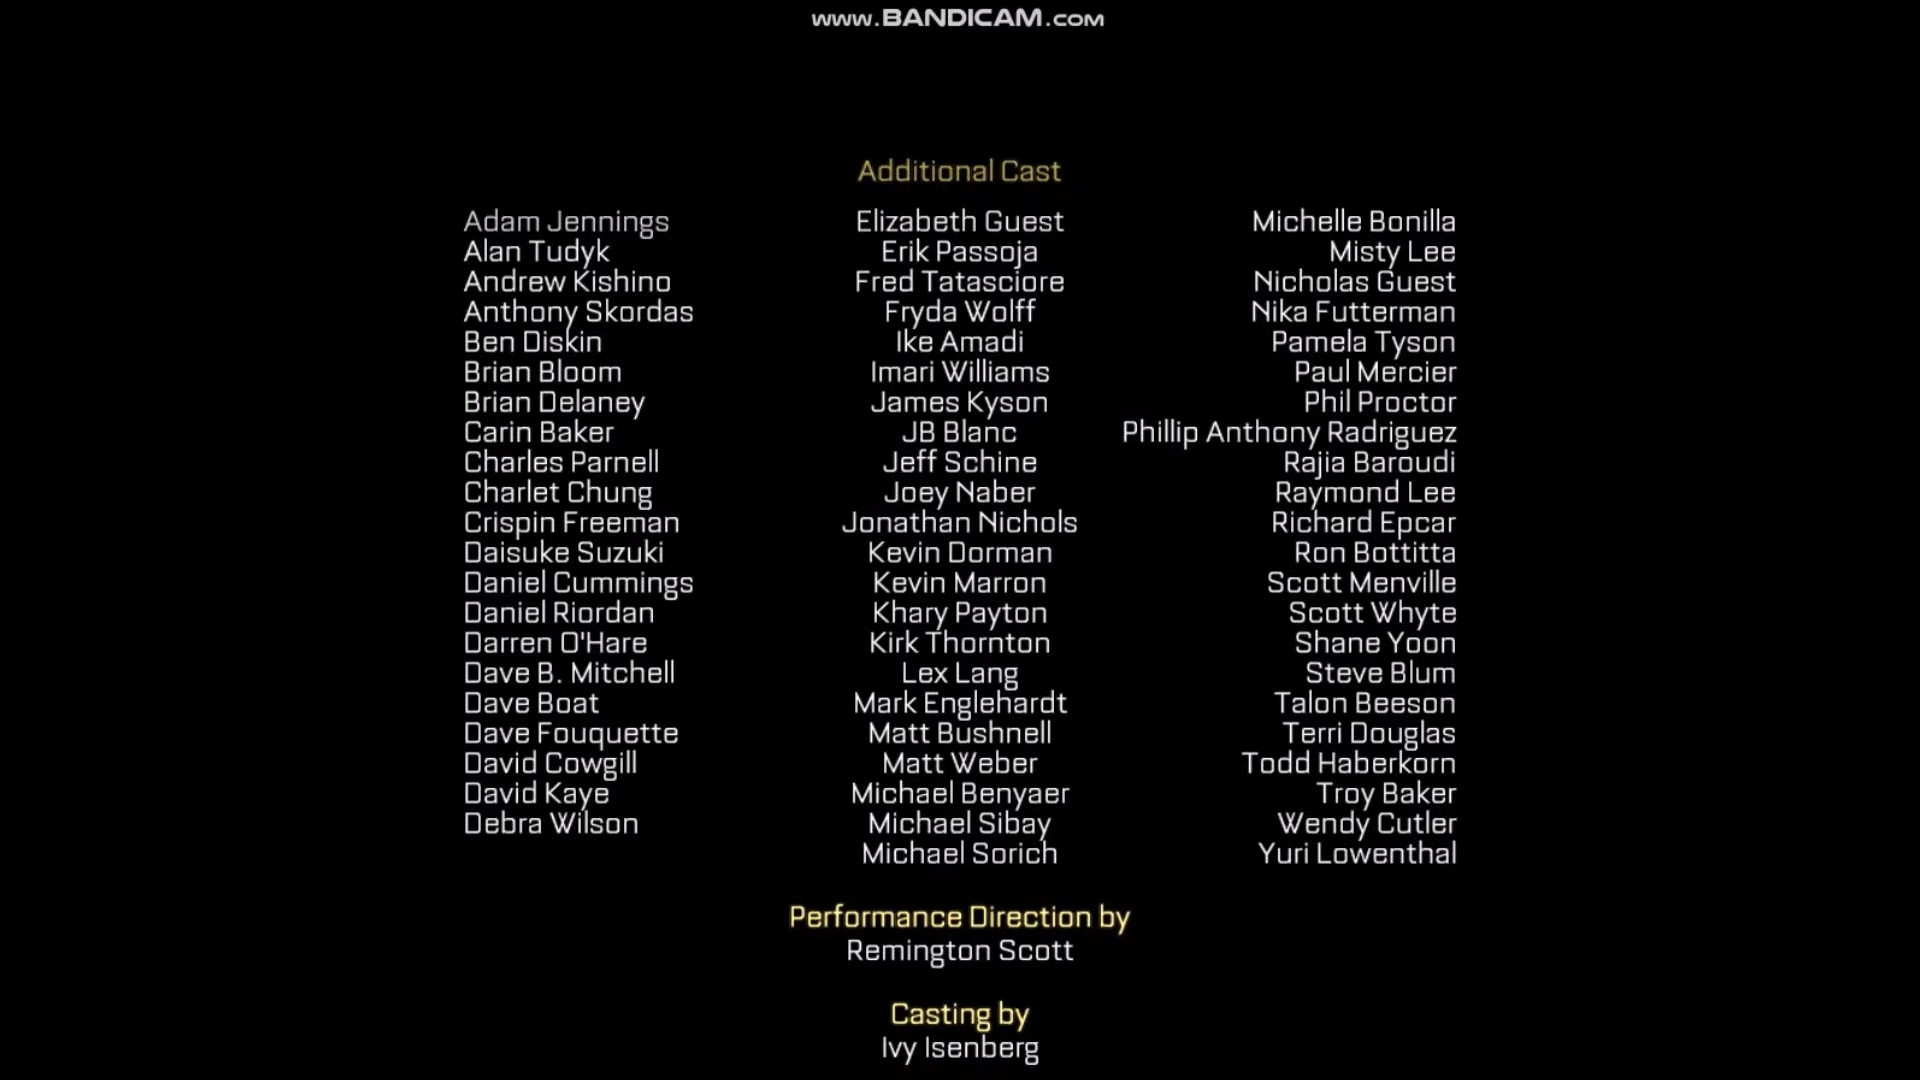 www.BANDICAM.com
Additional Cast
Adam Jennings
Alan Tudyk
Andrew Kishino
Anthony Skordas
Ben Diskin
Brian Bloom
Brian Delaney
Carin Baker
Charles Parnell
Charlet Chung
Crispin Freeman
Daisuke Suzuki
Daniel Cummings
Daniel Riordan
Darren O'Hare
Dave B. Mitchell
Dave Boat
Dave Fouquette
David Cowgill
David Kaye
Debra Wilson
Elizabeth Guest
Erik Passoja
Fred Tatasciore
Fryda Wolff
Ike Amadi
Imari Williams
James Kyson
JB Blanc
Jeff Schine
Joey Naber
Jonathan Nichols
Kevin Dorman
Kevin Marron
Khary Payton
Kirk Thornton
Lex Lang
Mark Englehardt
Matt Bushnell
Matt Weber
Michael Benyaer
Michael Sibay
Michael Sorich
Michelle Bonilla
Misty Lee
Nicholas Guest
Nika Futterman
Pamela Tyson
Paul Mercier
Phil Proctor
Phillip Anthony Radriguez
Rajia Baroudi
Raymond Lee
Richard Epcar
Ron Bottitta
Scott Menville
Scott Whyte
Shane Yoon
Steve Blum
Talon Beeson
Terri Douglas
Todd Haberkorn
Troy Baker
Wendy Cutler
Yuri Lowenthal
Performance Direction by
Remington Scott
Casting by
Ivy Isenberg